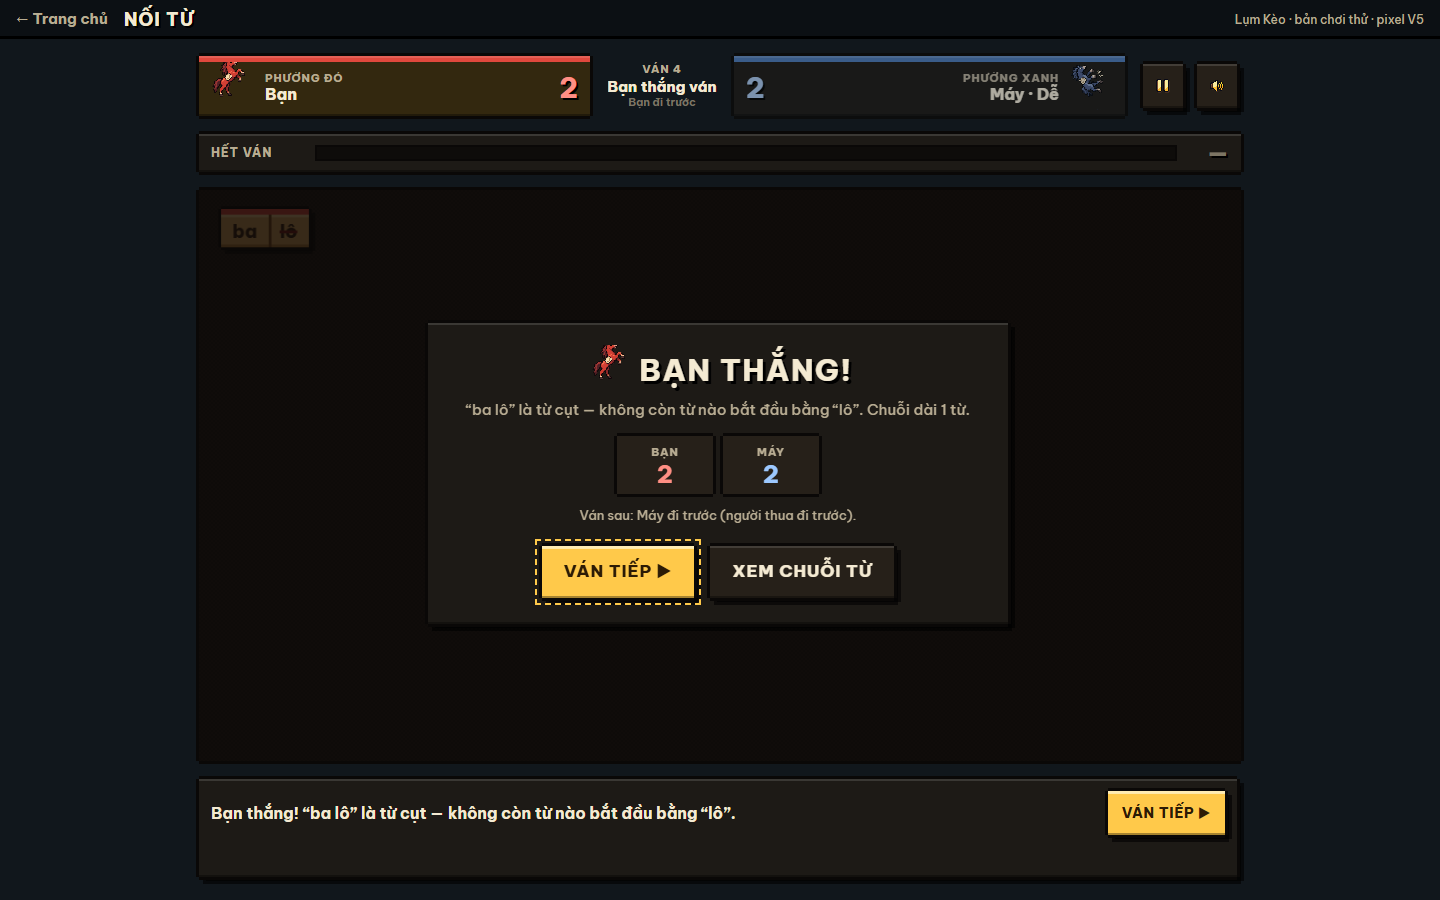 ← Trang chủ NỐI TỪ
Lụm Kèo · bản chơi thử · pixel V5
PHƯỜNG ĐỎ
Bạn
2
VÁN 4
Bạn thắng ván
Bạn đi trước
2
PHƯỜNG XANH
Máy · Dễ
HẾT VÁN
—
ba lô
BẠN THẮNG!
“ba lô” là từ cụt — không còn từ nào bắt đầu bằng “lô”. Chuỗi dài 1 từ.
BẠN
2
MÁY
2
Ván sau: Máy đi trước (người thua đi trước).
VÁN TIẾP ▶
XEM CHUỖI TỪ
Bạn thắng! “ba lô” là từ cụt — không còn từ nào bắt đầu bằng “lô”.
VÁN TIẾP ▶